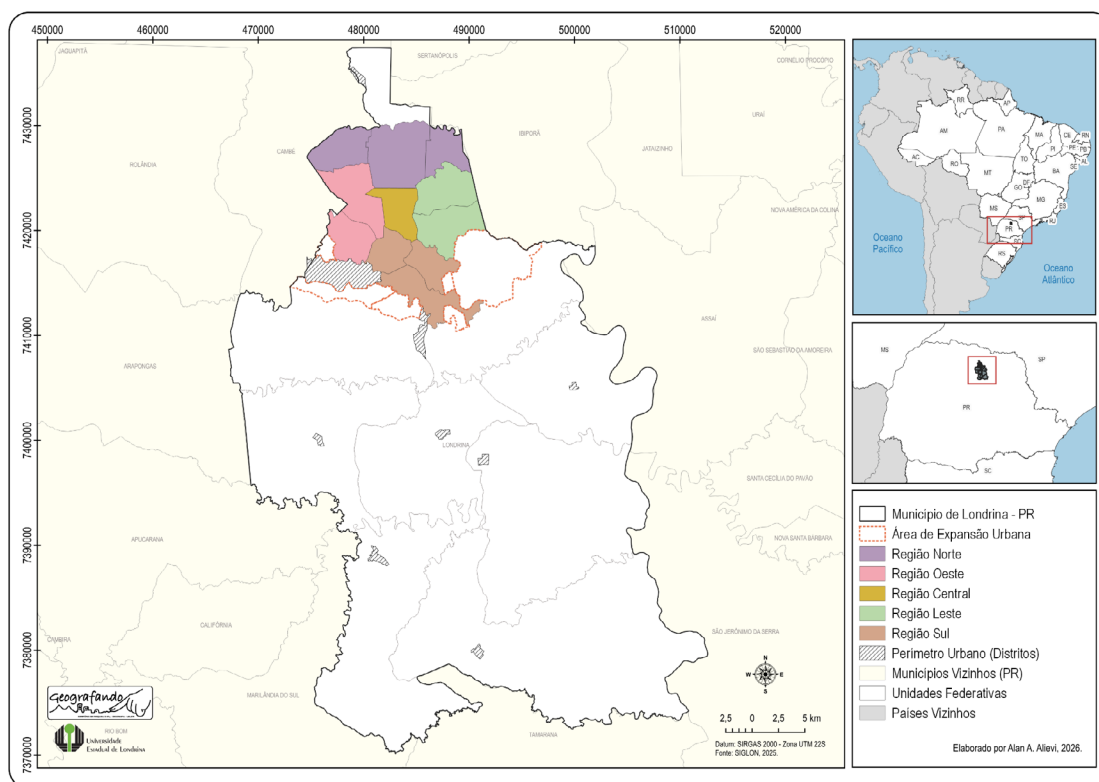 450000 460000 470000 480000 490000 500000 510000 520000
7430000
7420000
7410000
7400000
7390000
7380000
7370000
JAGUAPITÃ
SERTANÓPOLIS
CORNÉLIO PROCÓPIO
URAÍ
IBIPORÃ
CAMBÉ
JATAIZINHO
ROLÂNDIA
NOVA AMÉRICA DA COLINA
ASSAÍ
SÃO SEBASTIÃO DA AMOREIRA
ARAPONGAS
LONDRINA
SANTA CECÍLIA DO PAVÃO
APUCARANA
NOVA SANTA BÁRBARA
CALIFÓRNIA
SÃO JERÔNIMO DA SERRA
CAMBIRA
MARILÂNDIA DO SUL
RIO BOM
TAMARANA
Geografando
Universidade
Estadual de Londrina
N
W E
S
2,5 0 2,5 5 km
Datum: SIRGAS 2000 - Zona UTM 22S
Fonte: SIGLON, 2025.
RR
AP
AM
PA
MA
CE
RN
PB
PE
PI
AL
SE
AC
RO
TO
MT
BA
DF
GO
MG
ES
MS
SP
RJ
PR
SC
RS
Oceano
Pacífico
Oceano
Atlântico
MS
SP
PR
SC
Município de Londrina - PR
Área de Expansão Urbana
Região Norte
Região Oeste
Região Central
Região Leste
Região Sul
Perimetro Urbano (Distritos)
Municípios Vizinhos (PR)
Unidades Federativas
Países Vizinhos
Elaborado por Alan A. Alievi, 2026.